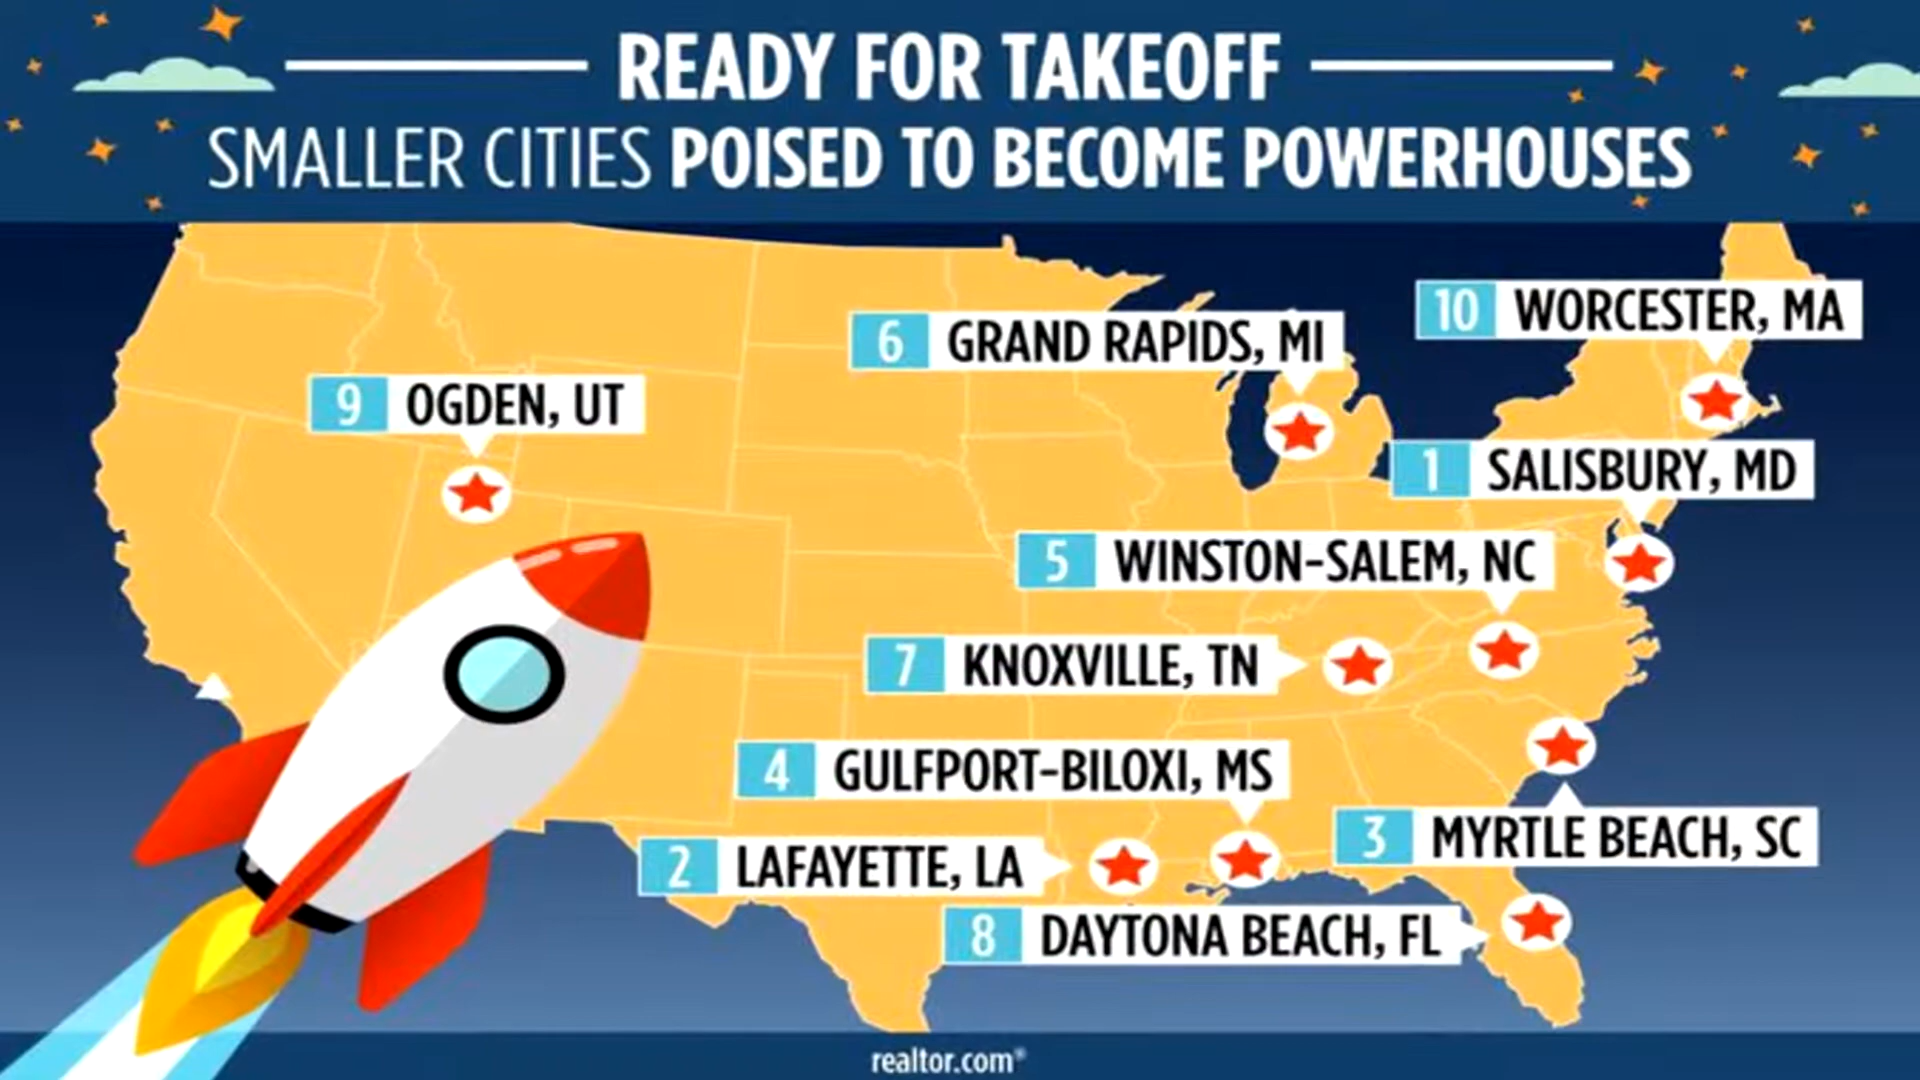 READY FOR TAKEOFF
SMALLER CITIES POISED TO BECOME POWERHOUSES
10 WORCESTER, MA
6 GRAND RAPIDS, MI
9 OGDEN, UT
1 SALISBURY, MD
5 WINSTON-SALEM, NC
7 KNOXVILLE, TN
4 GULFPORT-BILOXI, MS
3 MYRTLE BEACH, SC
2 LAFAYETTE, LA
8 DAYTONA BEACH, FL
realtor.com®